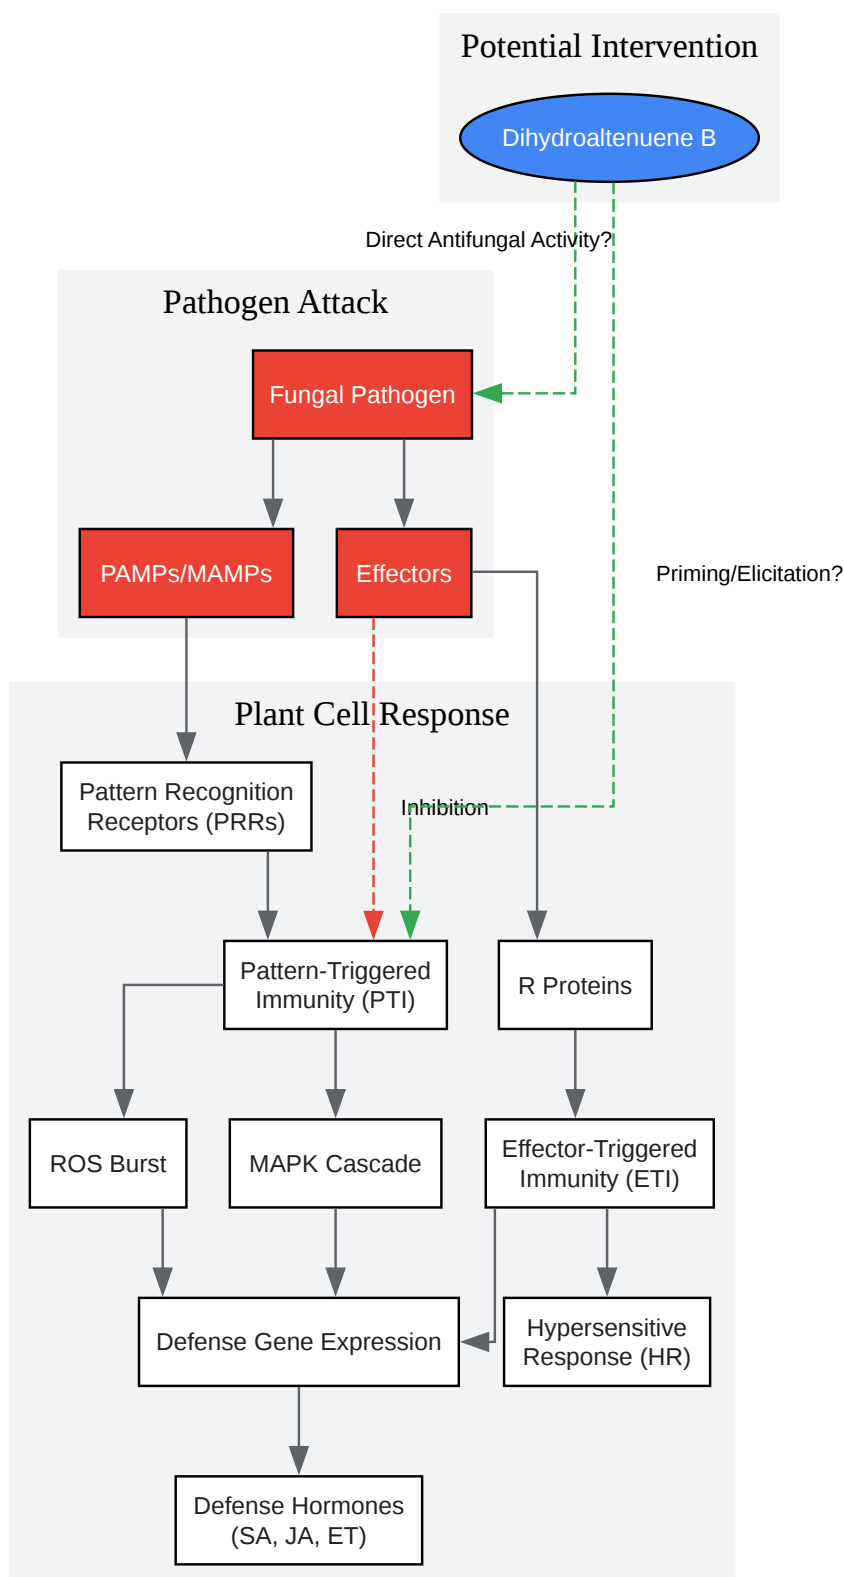 Potential Intervention
Dihydroaltenuene B
Direct Antifungal Activity?
Pathogen Attack
Fungal Pathogen
PAMPs/MAMPs
Effectors
Priming/Elicitation?
Plant Cell Response
Pattern Recognition
Receptors (PRRs)
Inhibition
Pattern-Triggered
Immunity (PTI)
R Proteins
ROS Burst
MAPK Cascade
Effector-Triggered
Immunity (ETI)
Defense Gene Expression
Hypersensitive
Response (HR)
Defense Hormones
(SA, JA, ET)